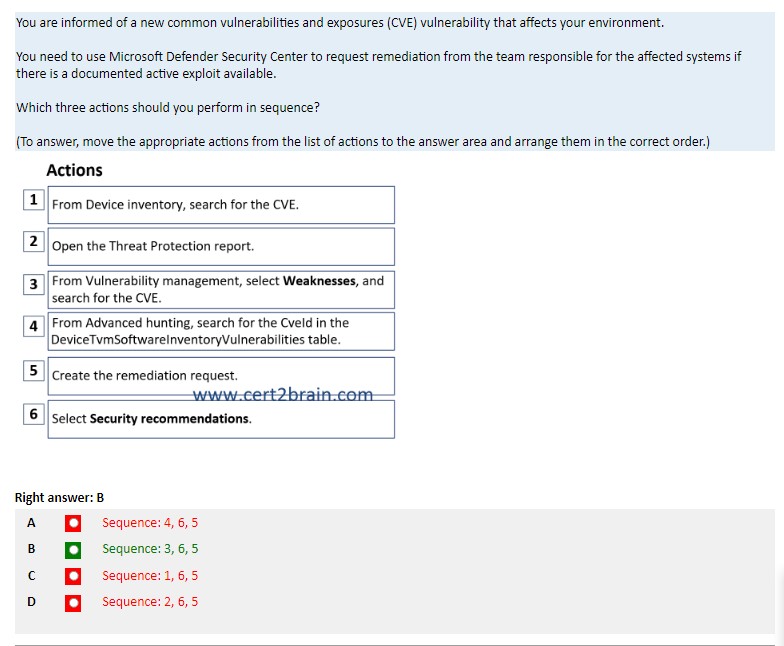 You are informed of a new common vulnerabilities and exposures (CVE) vulnerability that affects your environment.
You need to use Microsoft Defender Security Center to request remediation from the team responsible for the affected systems if
there is a documented active exploit available.
Which three actions should you perform in sequence?
(To answer, move the appropriate actions from the list of actions to the answer area and arrange them in the correct order.)
Actions
1 From Device inventory, search for the CVE.
2 Open the Threat Protection report.
3 From Vulnerability management, select Weaknesses, and
search for the CVE.
4 From Advanced hunting, search for the CveId in the
DeviceTvmSoftwareInventoryVulnerabilities table.
5 Create the remediation request.
www.cert2brain.com
6 Select Security recommendations.
Right answer: B
A Sequence: 4, 6, 5
B Sequence: 3, 6, 5
C Sequence: 1, 6, 5
D Sequence: 2, 6, 5